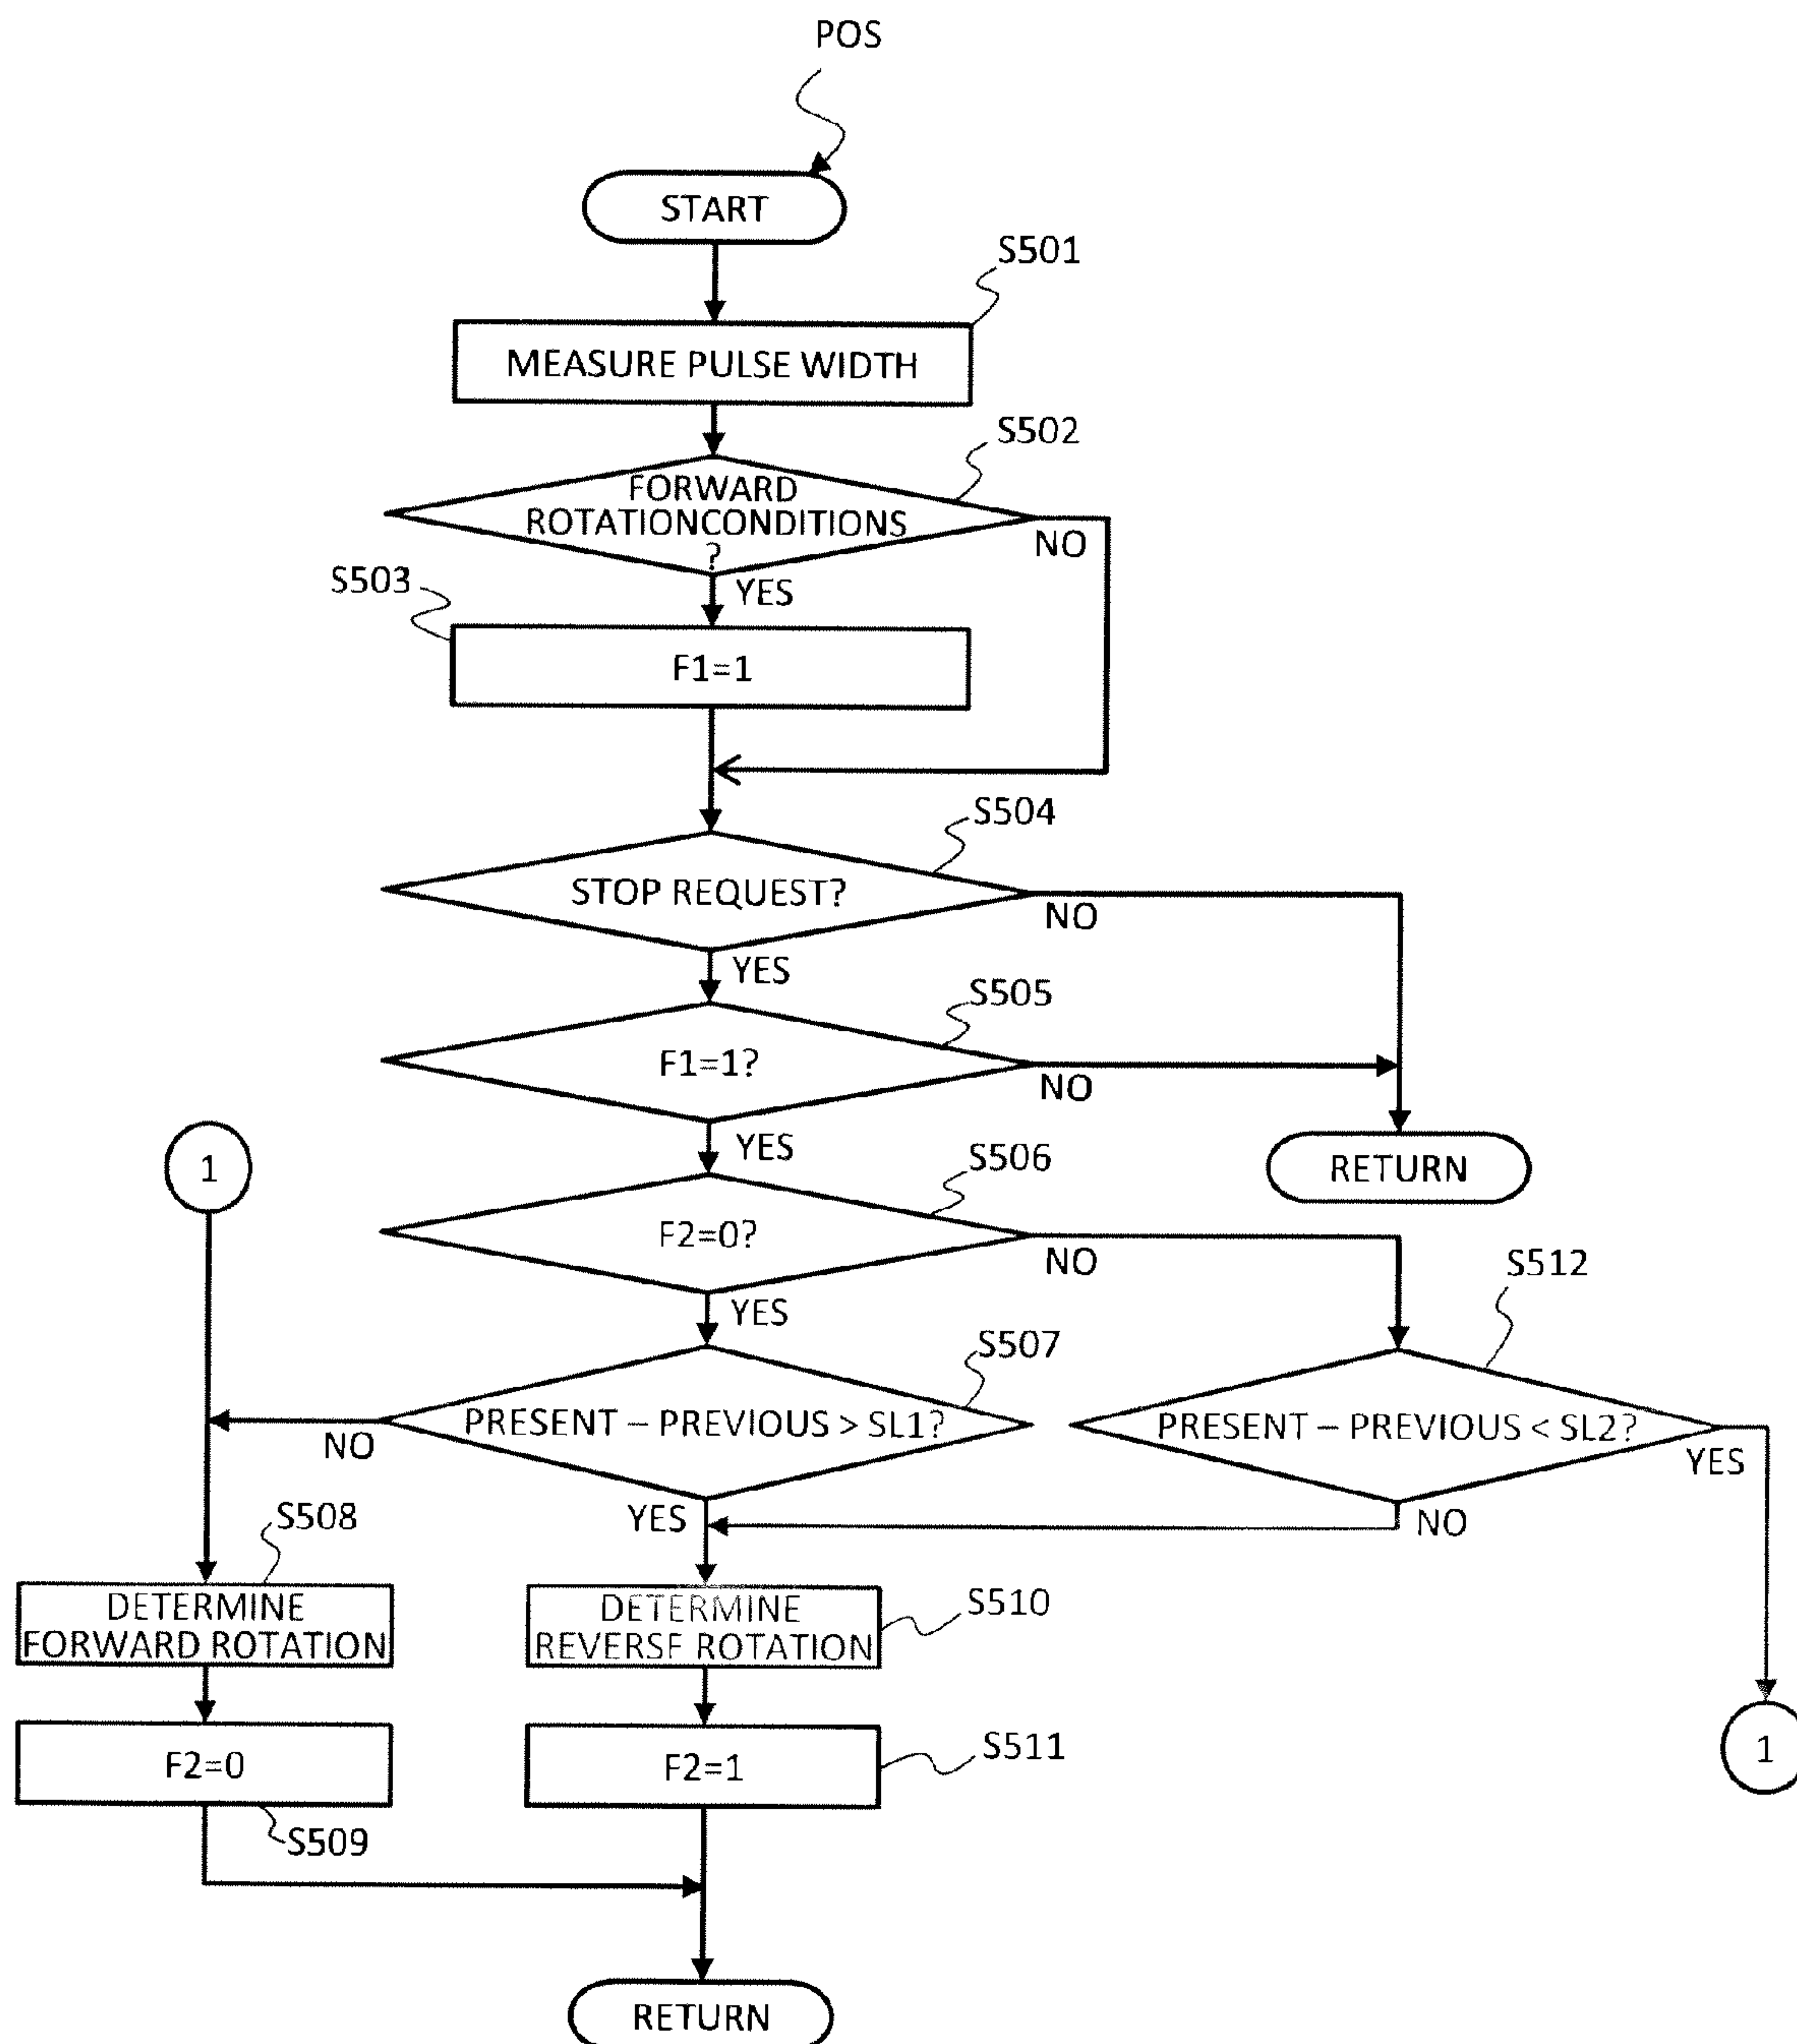 POS
START
S501
MEASURE PULSE WIDTH
S502
FORWARD
ROTATIONCONDITIONS
?
NO
YES
S503
F1=1
S504
STOP REQUEST?
NO
YES
S505
F1=1?
NO
YES
1
RETURN
S506
F2=0?
NO
YES
S512
S507
PRESENT – PREVIOUS > SL1?
NO
YES
PRESENT – PREVIOUS < SL2?
YES
NO
S508
DETERMINE
FORWARD ROTATION
DETERMINE
REVERSE ROTATION
S510
F2=0
S509
F2=1
S511
1
RETURN